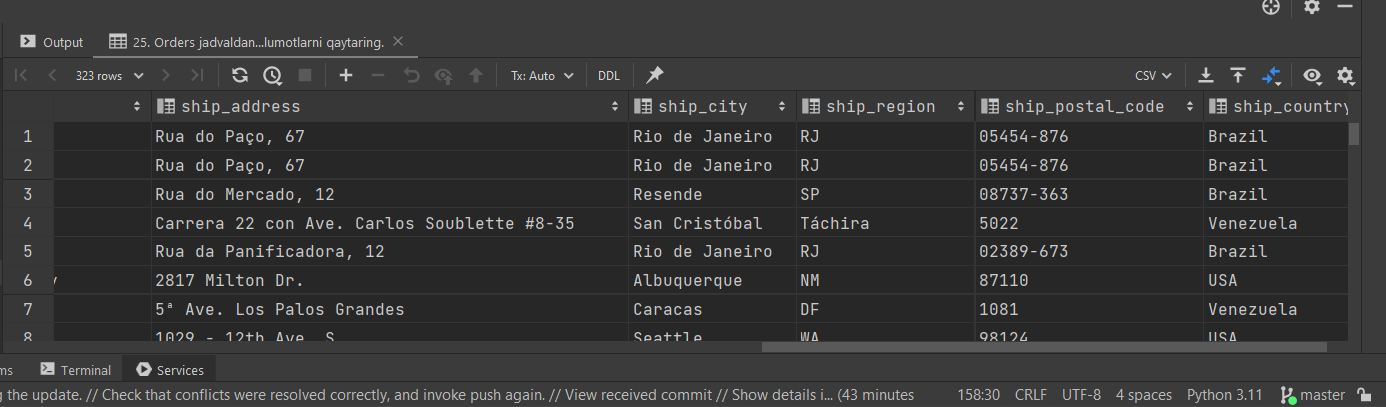 Output 25. Orders jadvaldan...lumotlarni qaytaring.
323 rows Tx: Auto DDL CSV
ship_address ship_city ship_region ship_postal_code ship_country
1 Rua do Paço, 67 Rio de Janeiro RJ 05454-876 Brazil
2 Rua do Paço, 67 Rio de Janeiro RJ 05454-876 Brazil
3 Rua do Mercado, 12 Resende SP 08737-363 Brazil
4 Carrera 22 con Ave. Carlos Soublette #8-35 San Cristóbal Táchira 5022 Venezuela
5 Rua da Panificadora, 12 Rio de Janeiro RJ 02389-673 Brazil
6 2817 Milton Dr. Albuquerque NM 87110 USA
7 5ª Ave. Los Palos Grandes Caracas DF 1081 Venezuela
8 1029 - 12th Ave. S. Seattle WA 98124 USA
ms Terminal Services
g the update. // Check that conflicts were resolved correctly, and invoke push again. // View received commit // Show details i... (43 minutes 158:30 CRLF UTF-8 4 spaces Python 3.11 master